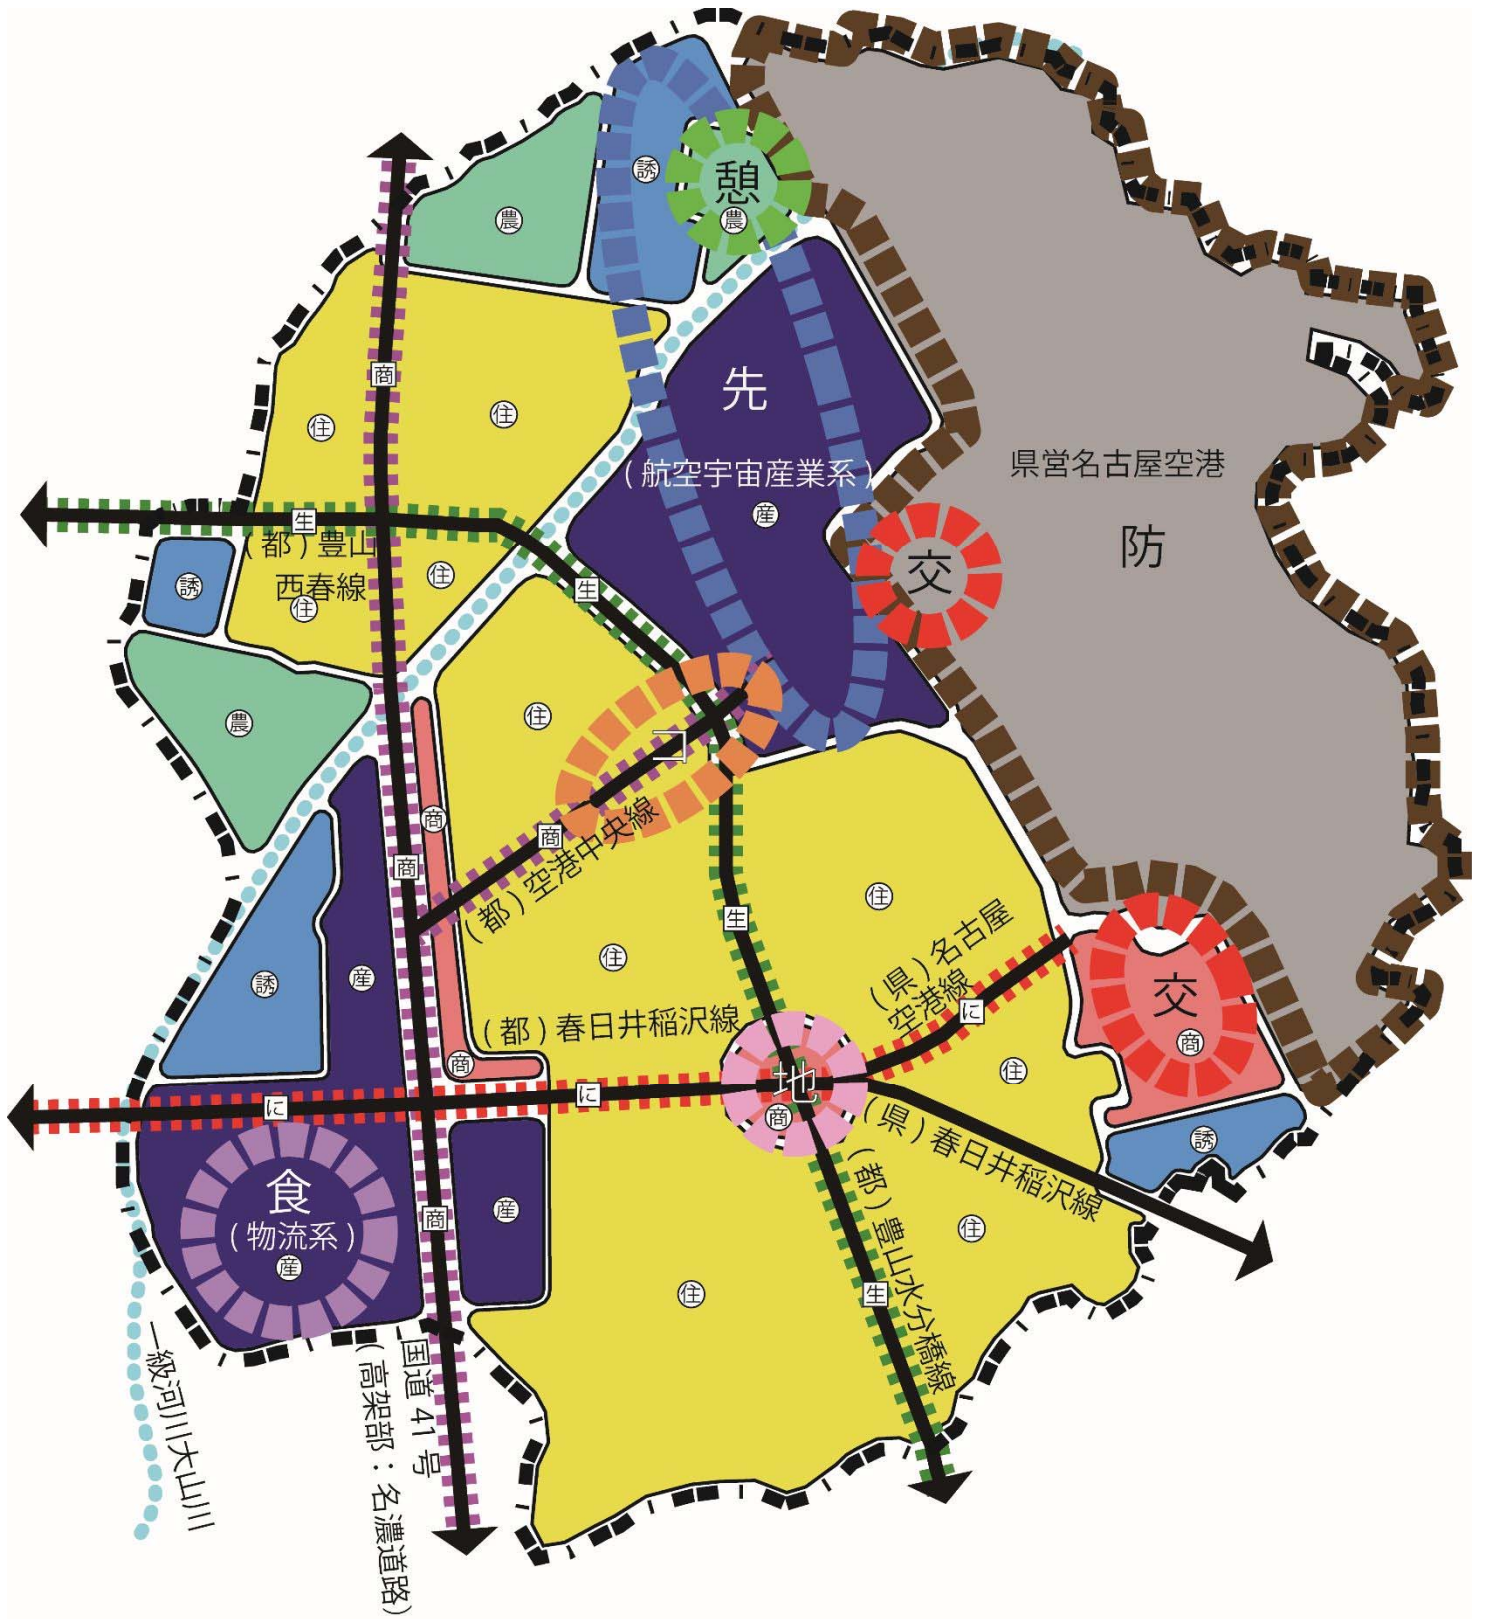 誘
憩
農
農
商
先
住
住
県営名古屋空港
(航空宇宙産業系)
産
生
防
(都)豊山
西春線
住
住
誘
生
交
農
住
コ
商
商
(都)空港中央線
商
住
生
住
(県)名古屋
空港線
誘
産
(都)春日井稲沢線
に
交
商
商
住
に
に
地
商
(県)春日井稲沢線
誘
食
(物流系)
産
商
産
(都)豊山水分橋線
住
住
生
一級河川大山川
国道41号
(高架部：名濃道路)